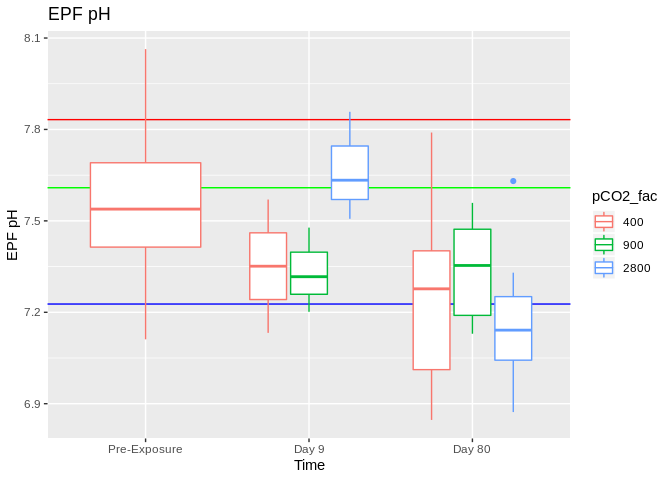 EPF pH
8.1
7.8
7.5
7.2
6.9
EPF pH
Pre-Exposure
Day 9
Day 80
Time
pCO2_fac
400
900
2800